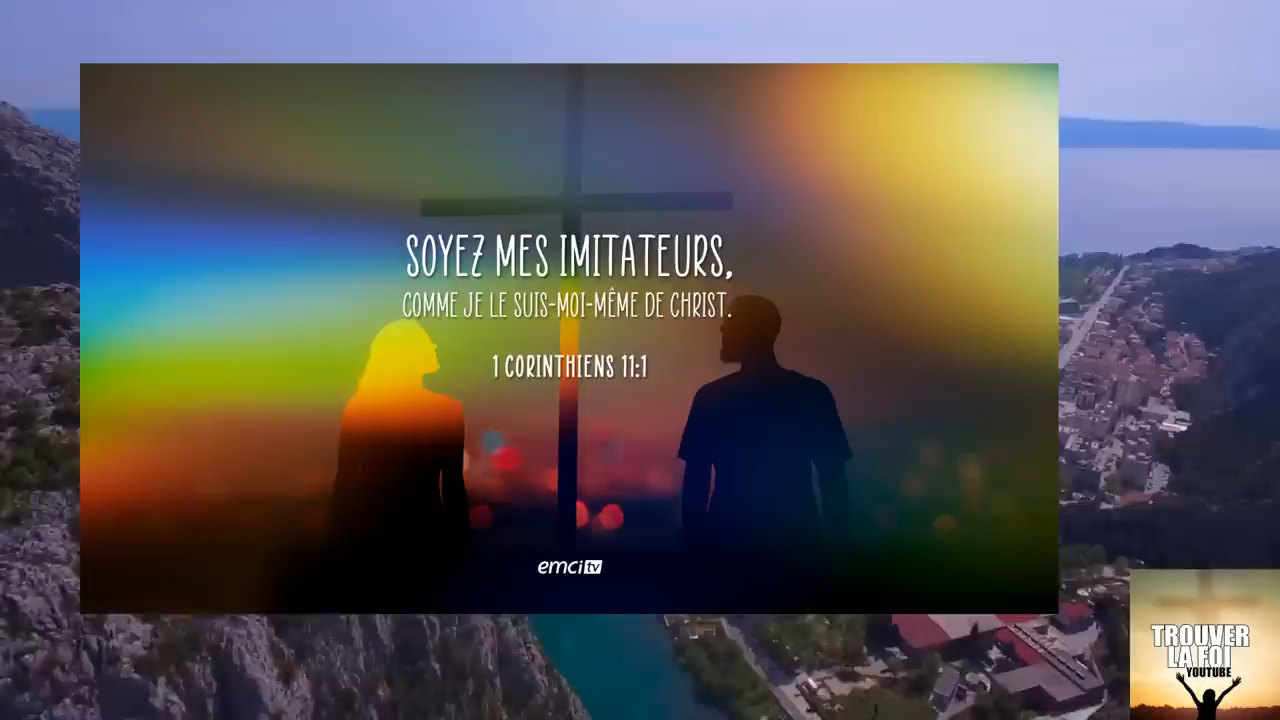 SOYEZ MES IMITATEURS,
COMME JE LE SUIS-MOI-MÊME DE CHRIST.
1 CORINTHIENS 11:1
emci tv
TROUVER
LA FOI
YOUTUBE